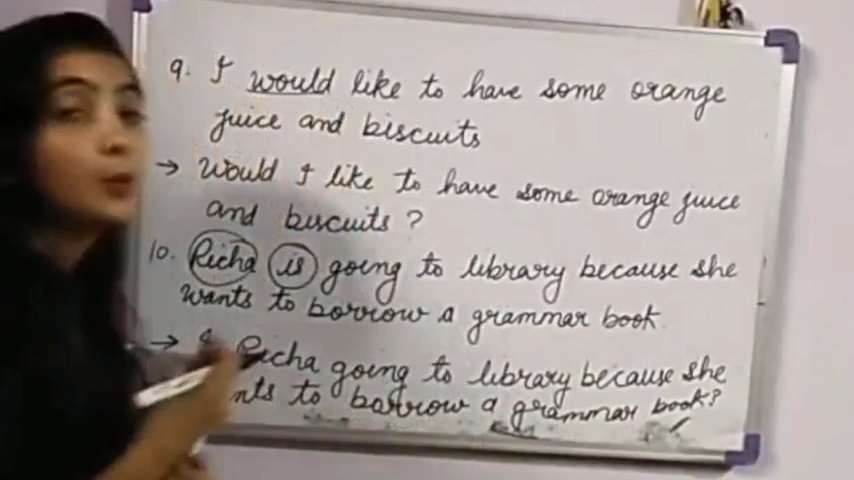 9. I would like to have some orange
juice and biscuits
→ Would I like to have some orange juice
and biscuits ?
10. Richa is going to library because she
wants to borrow a grammar book.
→ Richa going to library because she
to borrow a grammar book?